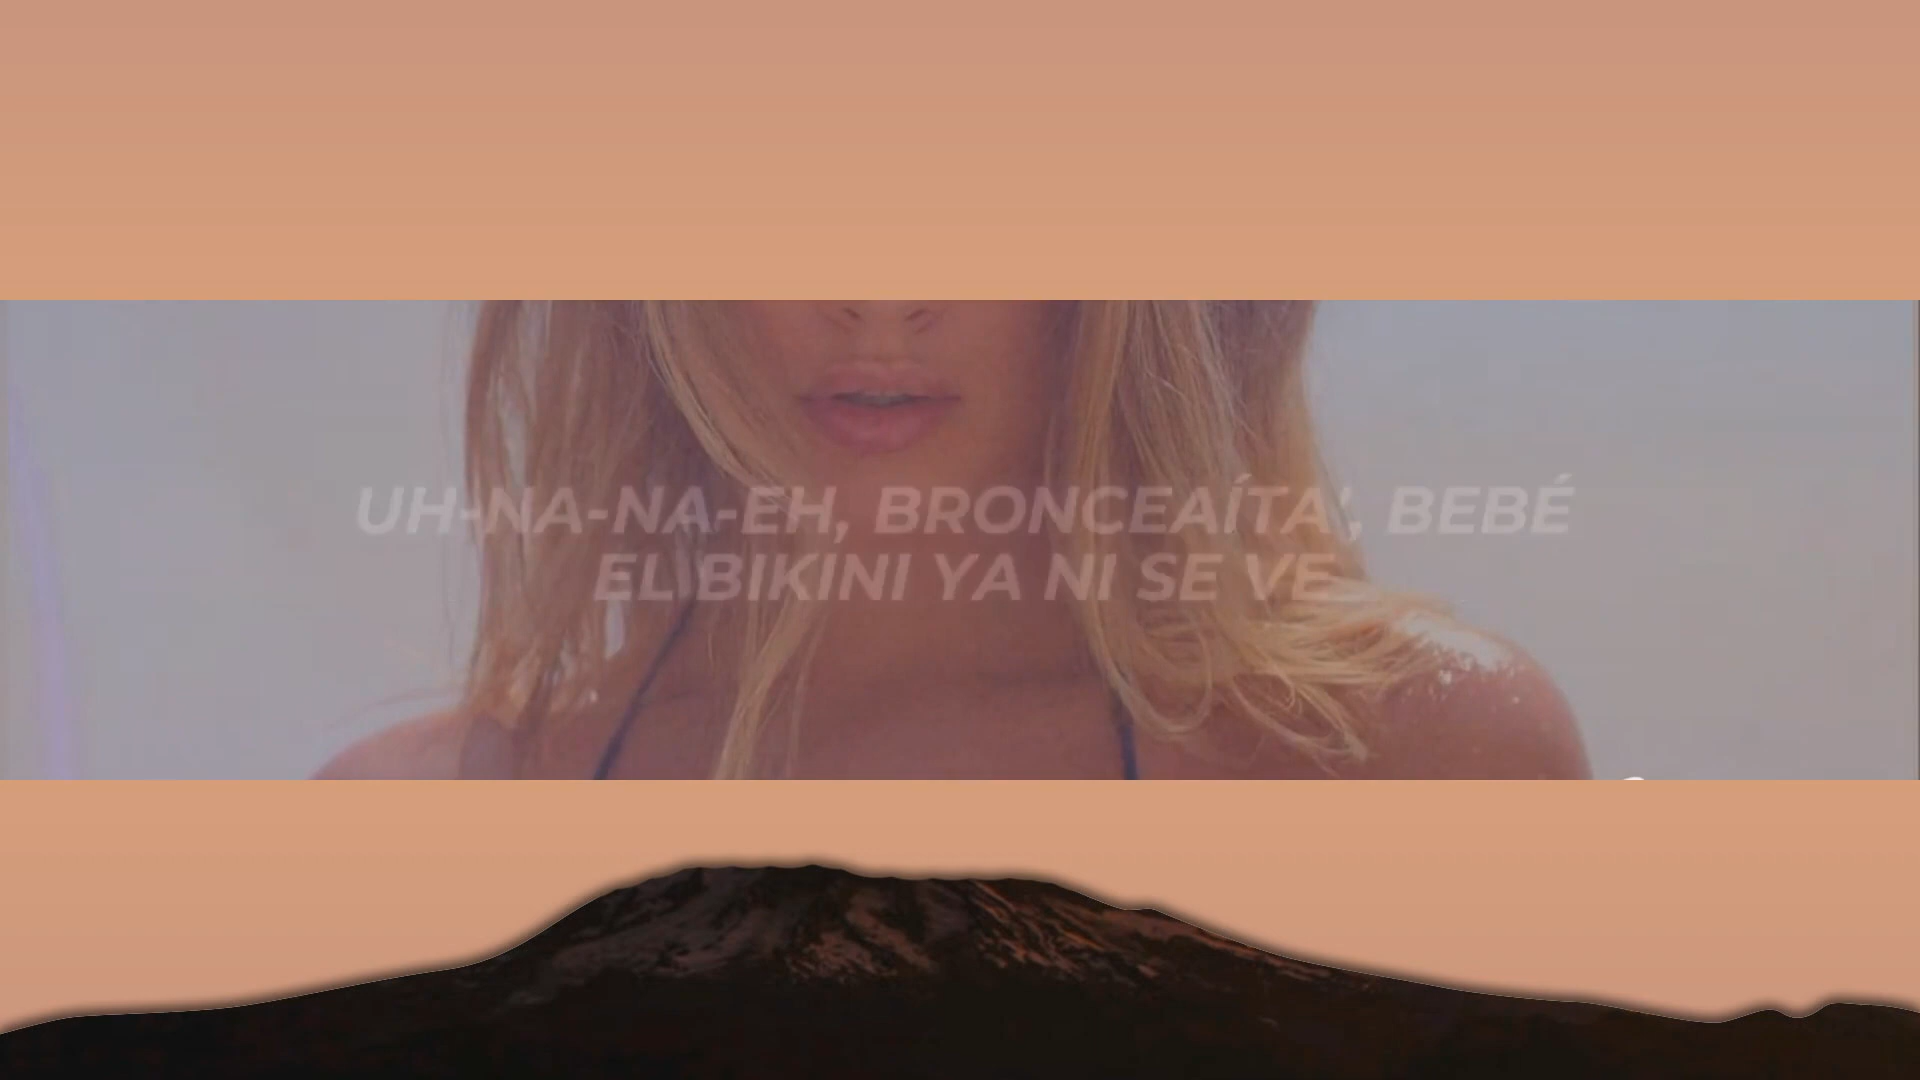 UH-NA-NA-EH, BRONCEAÍTA', BEBÉ
EL BIKINI YA NI SE VE